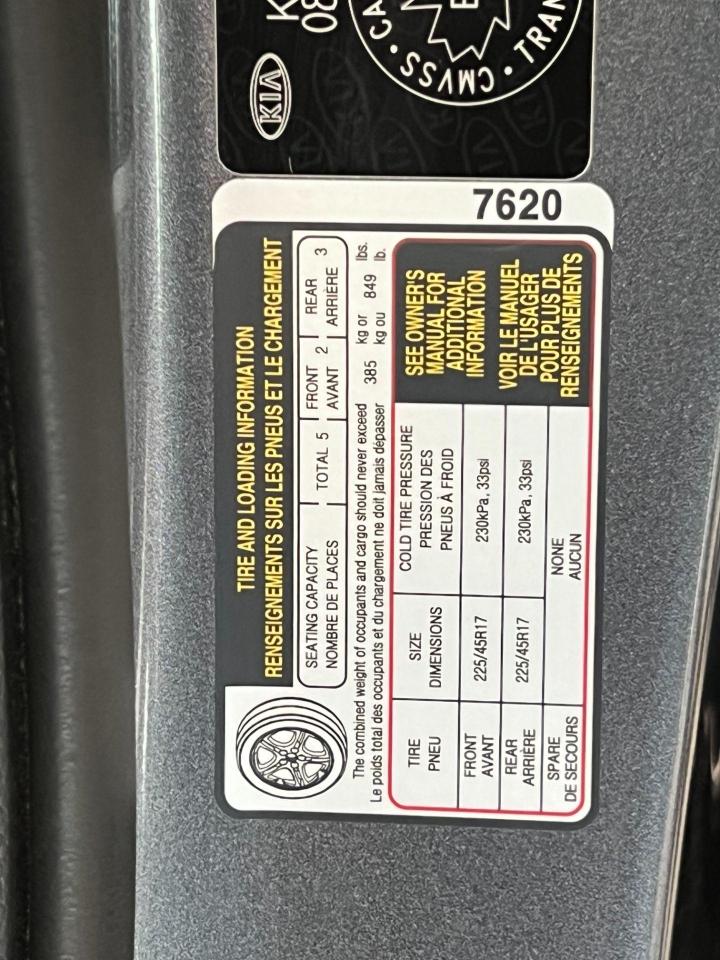 KIA
CMVSS
7620
TIRE AND LOADING INFORMATION
RENSEIGNEMENTS SUR LES PNEUS ET LE CHARGEMENT
SEATING CAPACITY
NOMBRE DE PLACES
TOTAL 5
FRONT
AVANT
2
REAR
ARRIÈRE
3
The combined weight of occupants and cargo should never exceed 385 kg or 849 lbs.
Le poids total des occupants et du chargement ne doit jamais dépasser kg ou lb.
TIRE
PNEU
SIZE
DIMENSIONS
COLD TIRE PRESSURE
PRESSION DES
PNEUS À FROID
FRONT
AVANT
225/45R17
230kPa, 33psi
REAR
ARRIÈRE
225/45R17
230kPa, 33psi
SPARE
DE SECOURS
NONE
AUCUN
SEE OWNER'S
MANUAL FOR
ADDITIONAL
INFORMATION
VOIR LE MANUEL
DE L'USAGER
POUR PLUS DE
RENSEIGNEMENTS